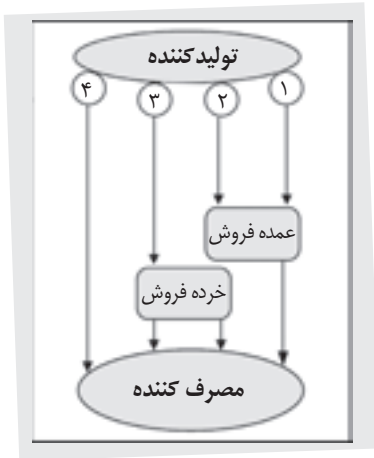 تولیدکننده
۱
۲
۳
۴
عمده فروش
خرده فروش
مصرف کننده